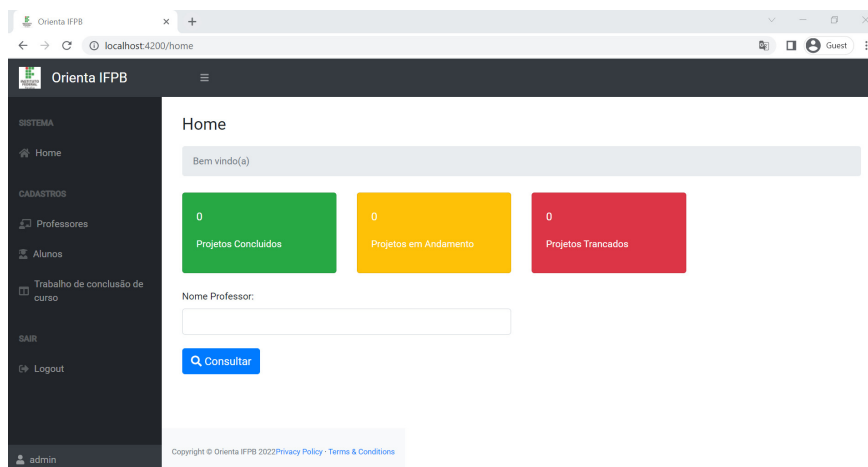 Orienta IFPB
localhost:4200/home
Guest
Orienta IFPB
SISTEMA
Home
CADASTROS
Professores
Alunos
Trabalho de conclusão de
curso
SAIR
Logout
admin
Home
Bem vindo(a)
0
Projetos Concluidos
0
Projetos em Andamento
0
Projetos Trancados
Nome Professor:
Consultar
Copyright © Orienta IFPB 2022Privacy Policy · Terms & Conditions